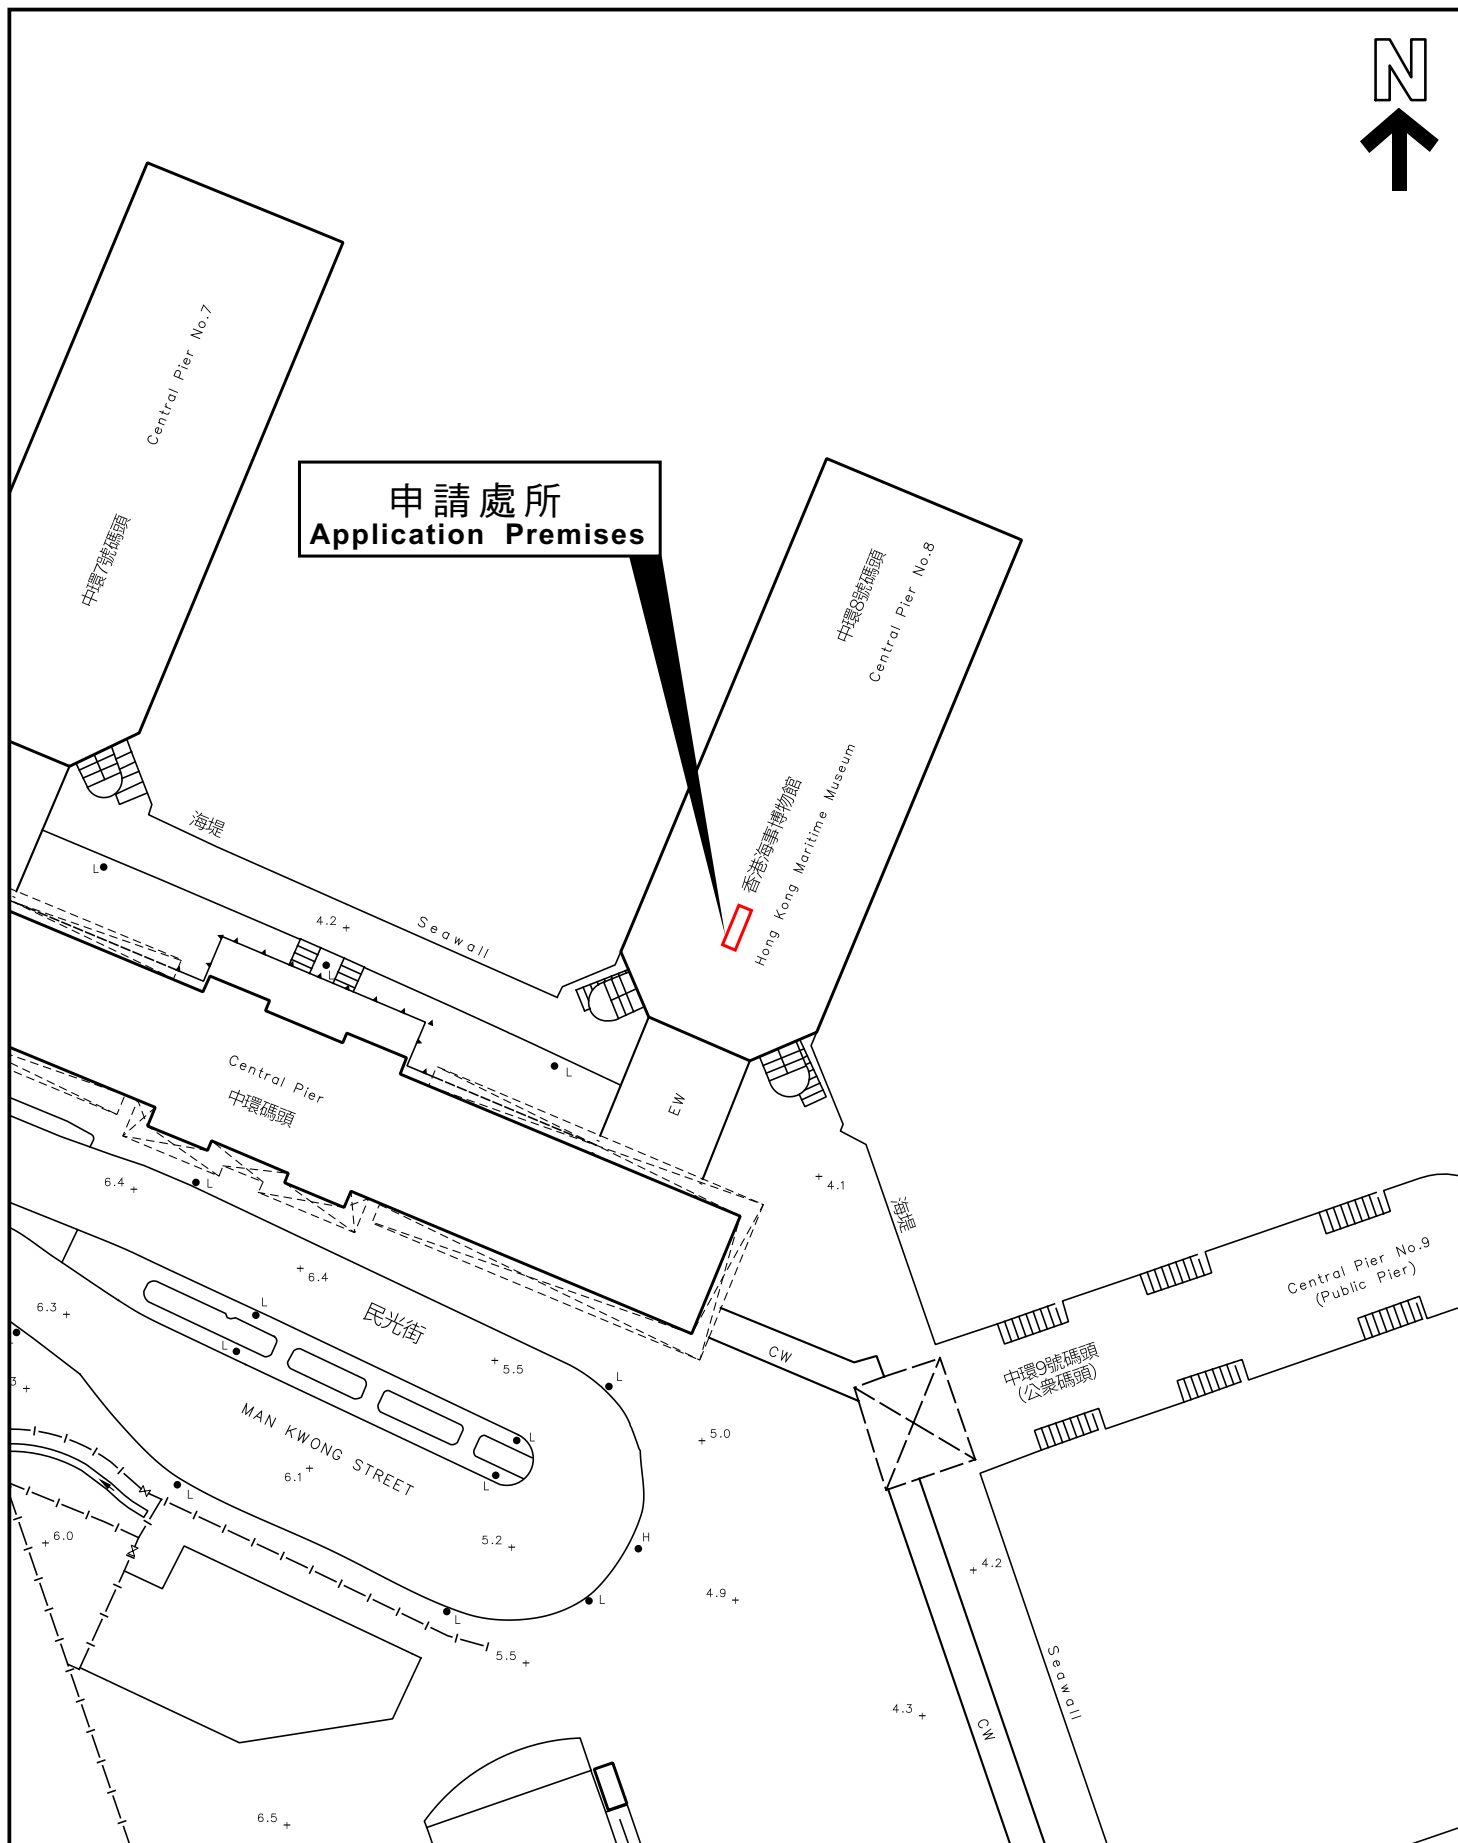 N
Central Pier No.7
中環7號碼頭
申請處所
Application Premises
中環8號碼頭
Central Pier No.8
香港海事博物館
Hong Kong Maritime Museum
海堤
L
4.2
Seawall
L
L
EW
Central Pier
中環碼頭
4.1
海堤
6.4
L
6.4
6.3
L
民光街
L
5.5
L
CW
Central Pier No.9
(Public Pier)
中環9號碼頭
(公衆碼頭)
3
MAN KWONG STREET
L
5.0
6.1
L
L
6.0
5.2
H
4.2
4.9
L
L
5.5
Seawall
4.3
CW
6.5